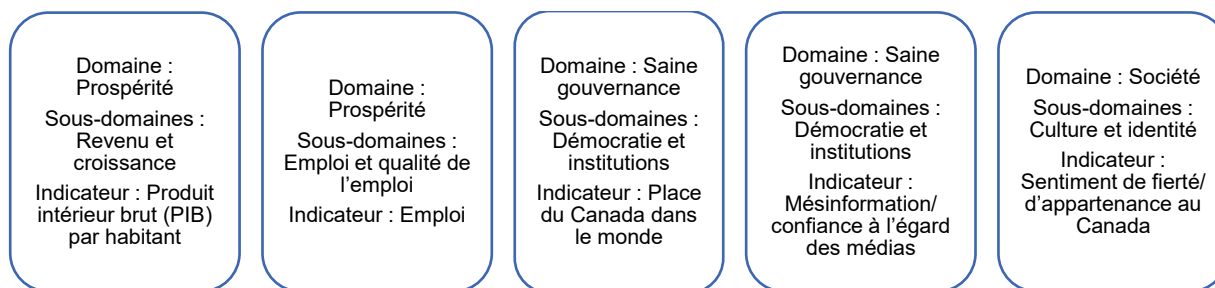 Domaine :
Prospérité
Sous-domaines :
Revenu et
croissance
Indicateur : Produit
intérieur brut (PIB)
par habitant
Domaine :
Prospérité
Sous-domaines :
Emploi et qualité de
l’emploi
Indicateur : Emploi
Domaine : Saine
gouvernance
Sous-domaines :
Démocratie et
institutions
Indicateur : Place
du Canada dans
le monde
Domaine : Saine
gouvernance
Sous-domaines :
Démocratie et
institutions
Indicateur :
Mésinformation/
confiance à l’égard
des médias
Domaine : Société
Sous-domaines :
Culture et identité
Indicateur :
Sentiment de fierté/
d’appartenance au
Canada